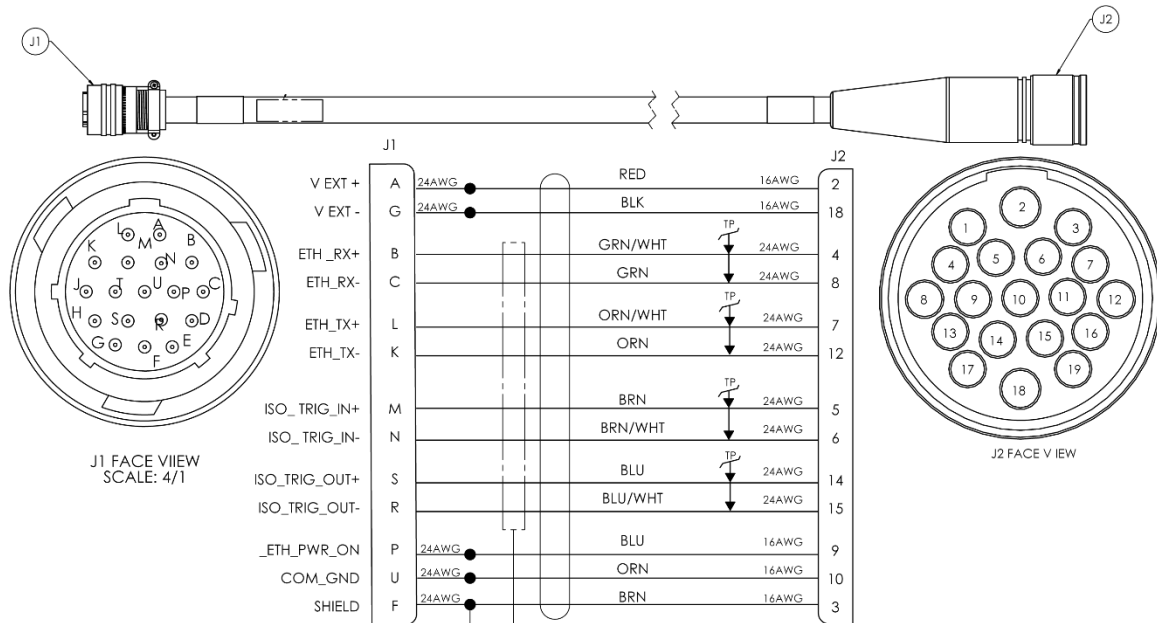 J1
J2
J1
J2
V EXT + A 24AWG RED 16AWG 2
V EXT - G 24AWG BLK 16AWG 18
ETH _RX+ B GRN/WHT TP 24AWG 4
ETH_RX- C GRN 24AWG 8
ETH_TX+ L ORN/WHT TP 24AWG 7
ETH_TX- K ORN 24AWG 12
ISO_ TRIG_IN+ M BRN TP 24AWG 5
ISO_ TRIG_IN- N BRN/WHT 24AWG 6
ISO_TRIG_OUT+ S BLU TP 24AWG 14
ISO_TRIG_OUT- R BLU/WHT 24AWG 15
_ETH_PWR_ON P 24AWG BLU 16AWG 9
COM_GND U 24AWG ORN 16AWG 10
SHIELD F 24AWG BRN 16AWG 3
L A
K M B
N
J T U P C
H S R D
G F E
J1 FACE VIIEW
SCALE: 4/1
2
1 3
4 5 6 7
8 9 10 11 12
13 14 15 16
17 18 19
J2 FACE V IEW